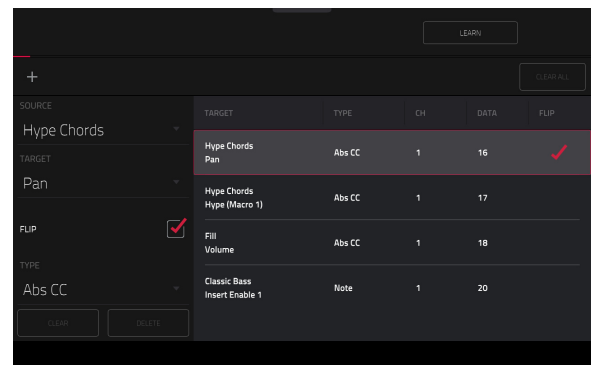 LEARN
+
CLEAR ALL
SOURCE
Hype Chords
TARGET
Pan
FLIP
TYPE
Abs CC
CLEAR DELETE
TARGET TYPE CH DATA FLIP
Hype Chords
Pan
Abs CC 1 16
Hype Chords
Hype (Macro 1)
Abs CC 1 17
Fill
Volume
Abs CC 1 18
Classic Bass
Insert Enable 1
Note 1 20